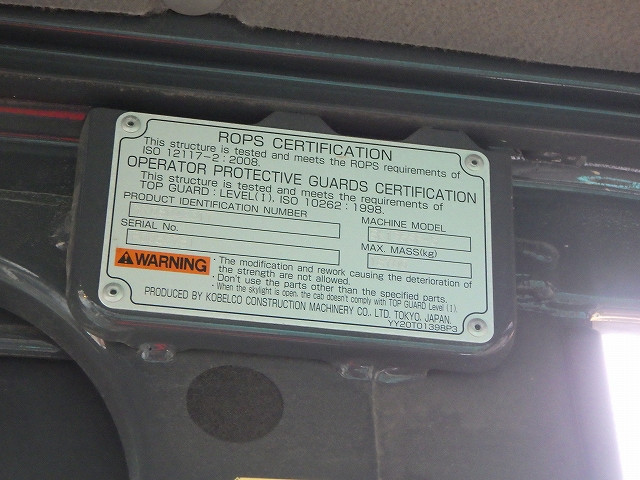 ROPS CERTIFICATION
This structure is tested and meets the ROPS requirements of
ISO 12117-2 : 2008.
OPERATOR PROTECTIVE GUARDS CERTIFICATION
This structure is tested and meets the requirements of
TOP GUARD : LEVEL(I). ISO 10262 : 1998.
PRODUCT IDENTIFICATION NUMBER
MACHINE MODEL
SERIAL No.
MAX. MASS(kg)
WARNING
· The modification and rework causing the deterioration of
the strength are not allowed.
· Don't use the parts other than the specified parts.
· When the skylight is open, the cab doesn't comply with TOP GUARD Level (I).
PRODUCED BY KOBELCO CONSTRUCTION MACHINERY CO., LTD. TOKYO, JAPAN.
YY20T01398P3